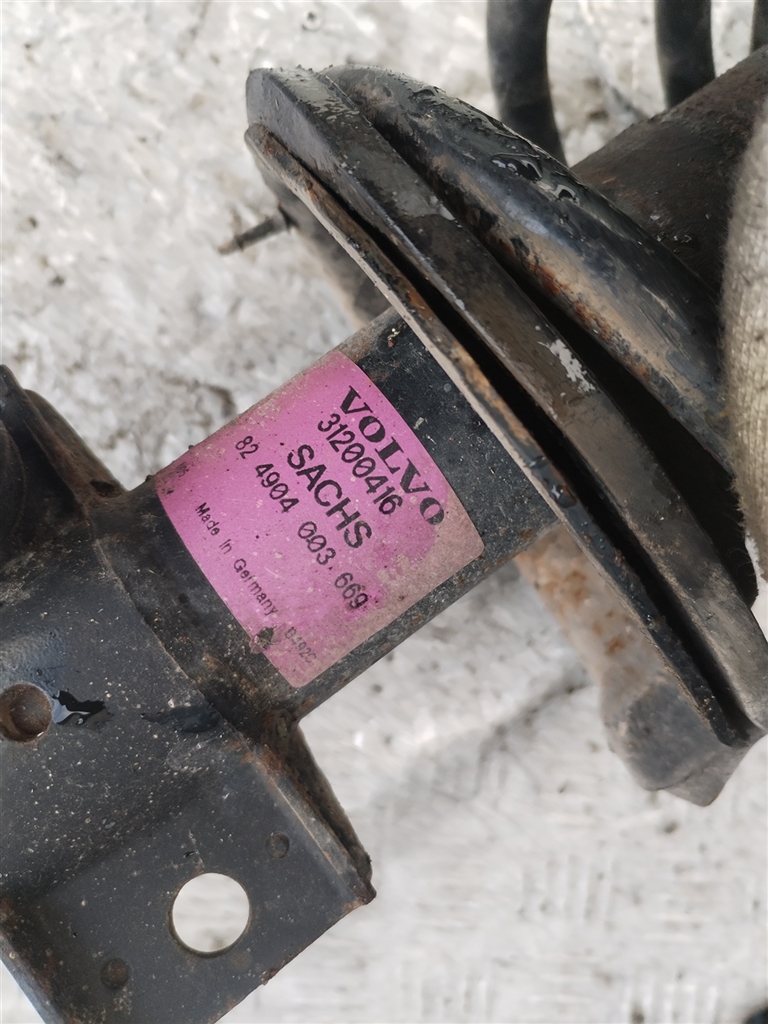 VOLVO
31200416
SACHS
82 4904 003 669
Made in Germany